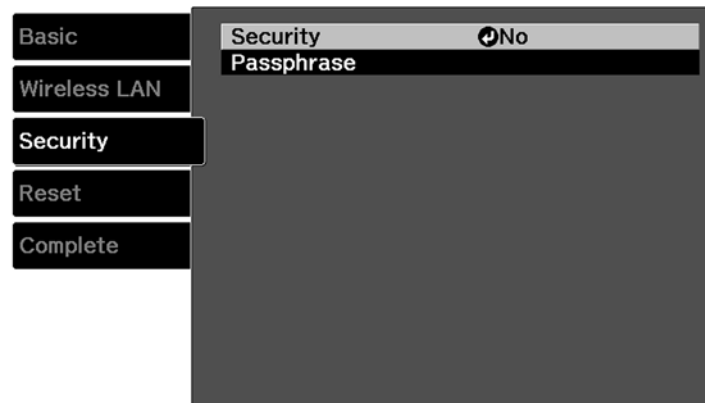 Basic
Wireless LAN
Security
Reset
Complete
Security No
Passphrase